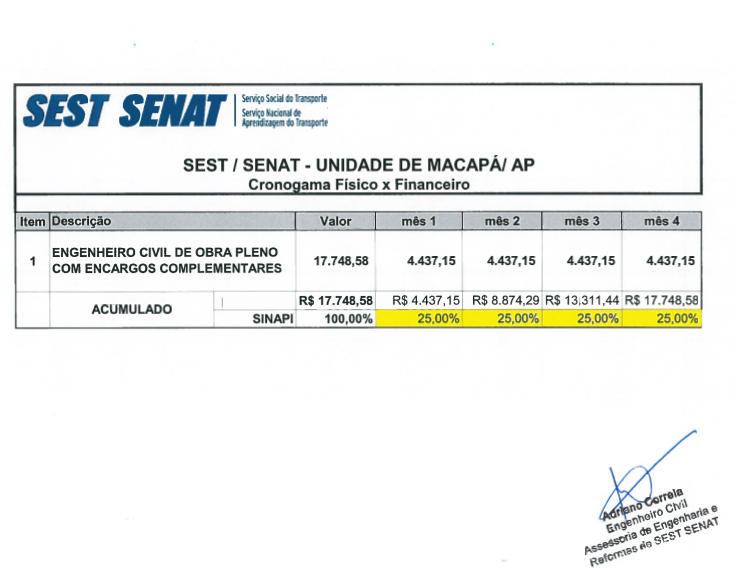 SEST SENAT
Serviço Social do Transporte
Serviço Nacional de
Aprendizagem do Transporte
SEST / SENAT - UNIDADE DE MACAPÁ/ AP
Cronogama Físico x Financeiro
Item Descrição Valor mês 1 mês 2 mês 3 mês 4
1 ENGENHEIRO CIVIL DE OBRA PLENO COM ENCARGOS COMPLEMENTARES 17.748,58 4.437,15 4.437,15 4.437,15 4.437,15
ACUMULADO R$ 17.748,58 R$ 4.437,15 R$ 8.874,29 R$ 13,311,44 R$ 17.748,58
SINAPI 100,00% 25,00% 25,00% 25,00% 25,00%
Adriano Correia
Engenheiro Civil
Assessoria de Engenharia e
Reformas do SEST SENAT